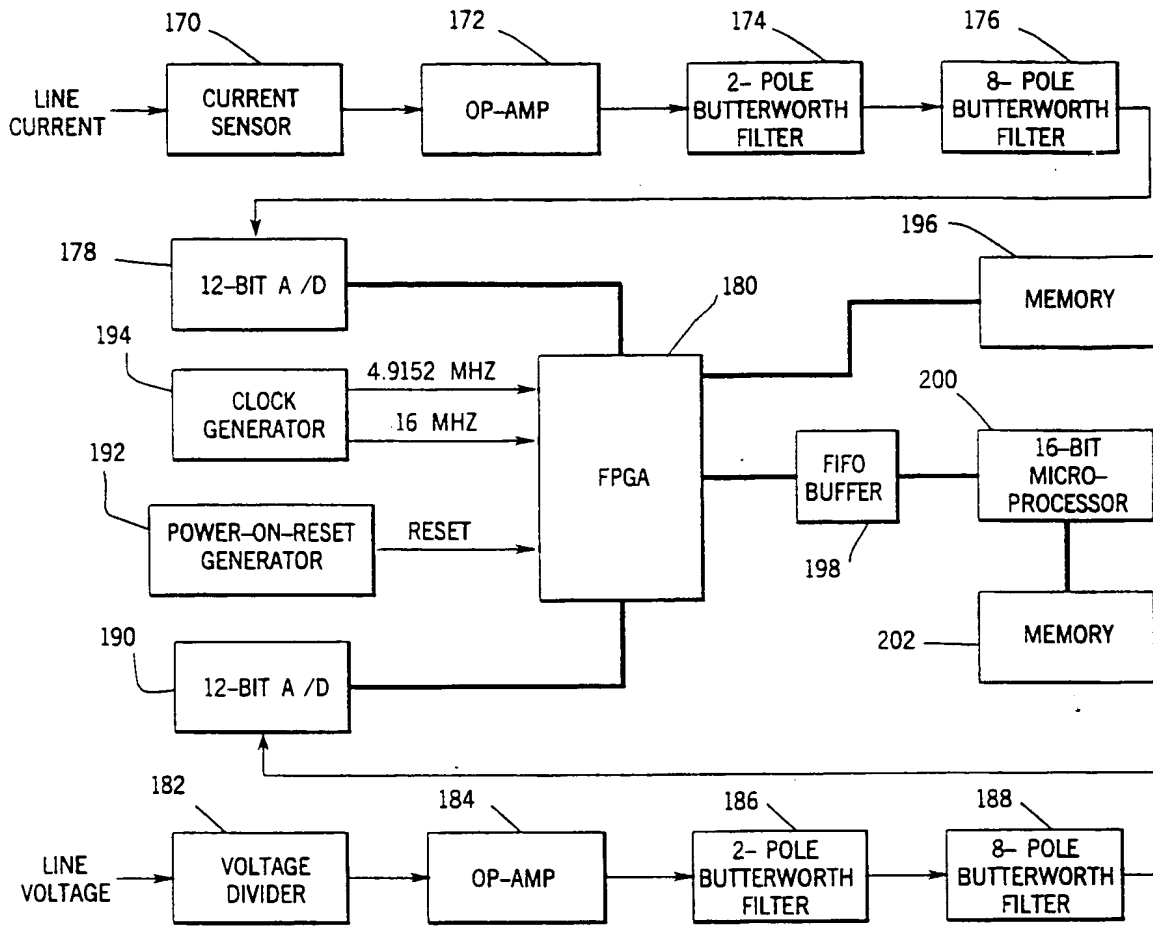 170
172
174
176
LINE
CURRENT
CURRENT
SENSOR
OP-AMP
2- POLE
BUTTERWORTH
FILTER
8- POLE
BUTTERWORTH
FILTER
178
12-BIT A /D
180
196
MEMORY
194
CLOCK
GENERATOR
4.9152 MHZ
16 MHZ
FPGA
FIFO
BUFFER
198
200
16-BIT
MICRO-
PROCESSOR
192
POWER-ON-RESET
GENERATOR
RESET
202
MEMORY
190
12-BIT A /D
182
184
186
188
LINE
VOLTAGE
VOLTAGE
DIVIDER
OP-AMP
2- POLE
BUTTERWORTH
FILTER
8- POLE
BUTTERWORTH
FILTER